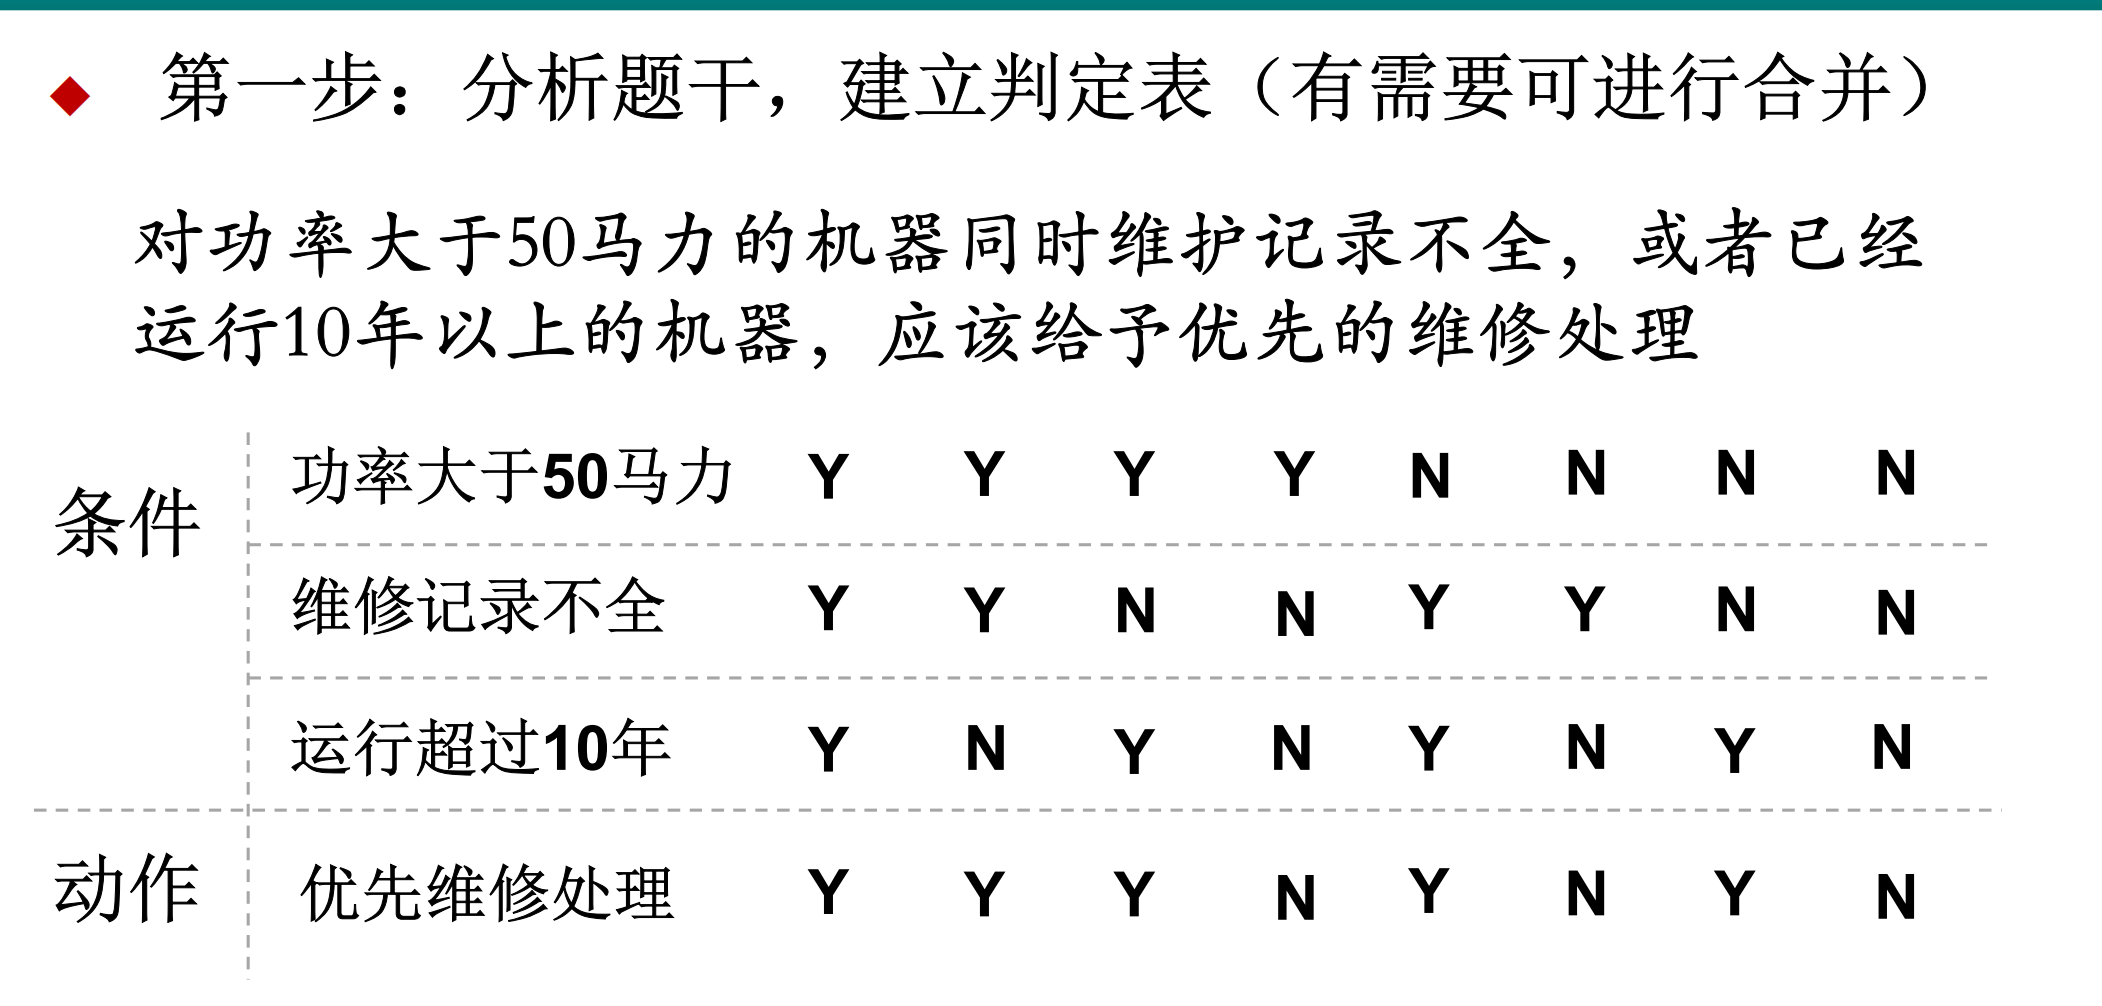 ◆ 第一步：分析题干，建立判定表（有需要可进行合并）
对功率大于50马力的机器同时维护记录不全，或者已经
运行10年以上的机器，应该给予优先的维修处理
条件
功率大于50马力 Y Y Y Y N N N N
维修记录不全 Y Y N N Y Y N N
运行超过10年 Y N Y N Y N Y N
动作 优先维修处理 Y Y Y N Y N Y N